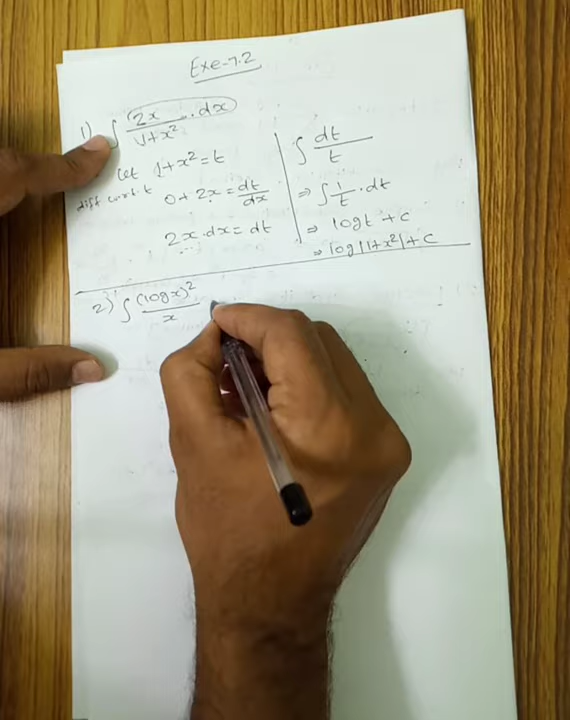 Exe-7.2
1) ∫ 2x/1+x² . dx
Let 1+x² = t
diff w.r.t. t
0 + 2x = dt/dx
2x . dx = dt
∫ dt/t
⇒ ∫ 1/t . dt
⇒ log t + c
⇒ log |1+x²| + C
2) ∫ (log x)²/x